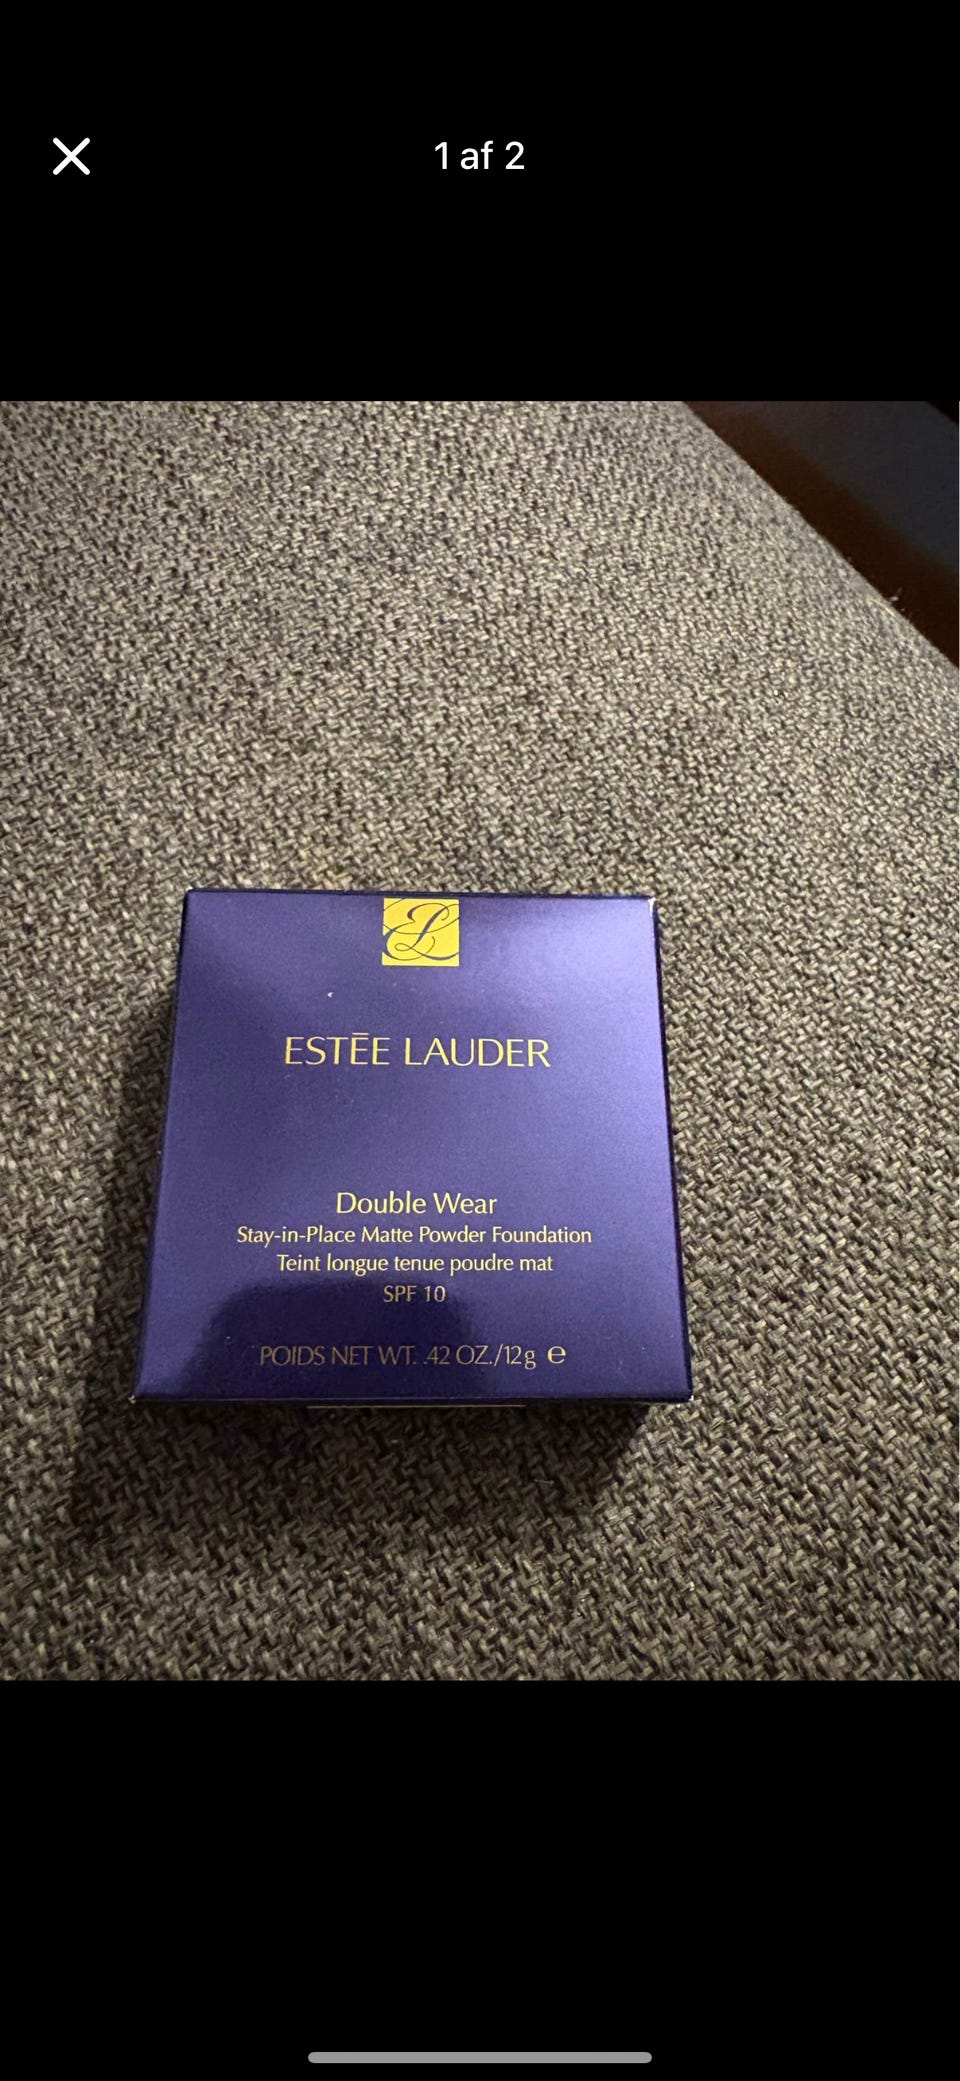 1 af 2
ESTĒE LAUDER
Double Wear
Stay-in-Place Matte Powder Foundation
Teint longue tenue poudre mat
SPF 10
POIDS NET WT. .42 OZ./12g ℮